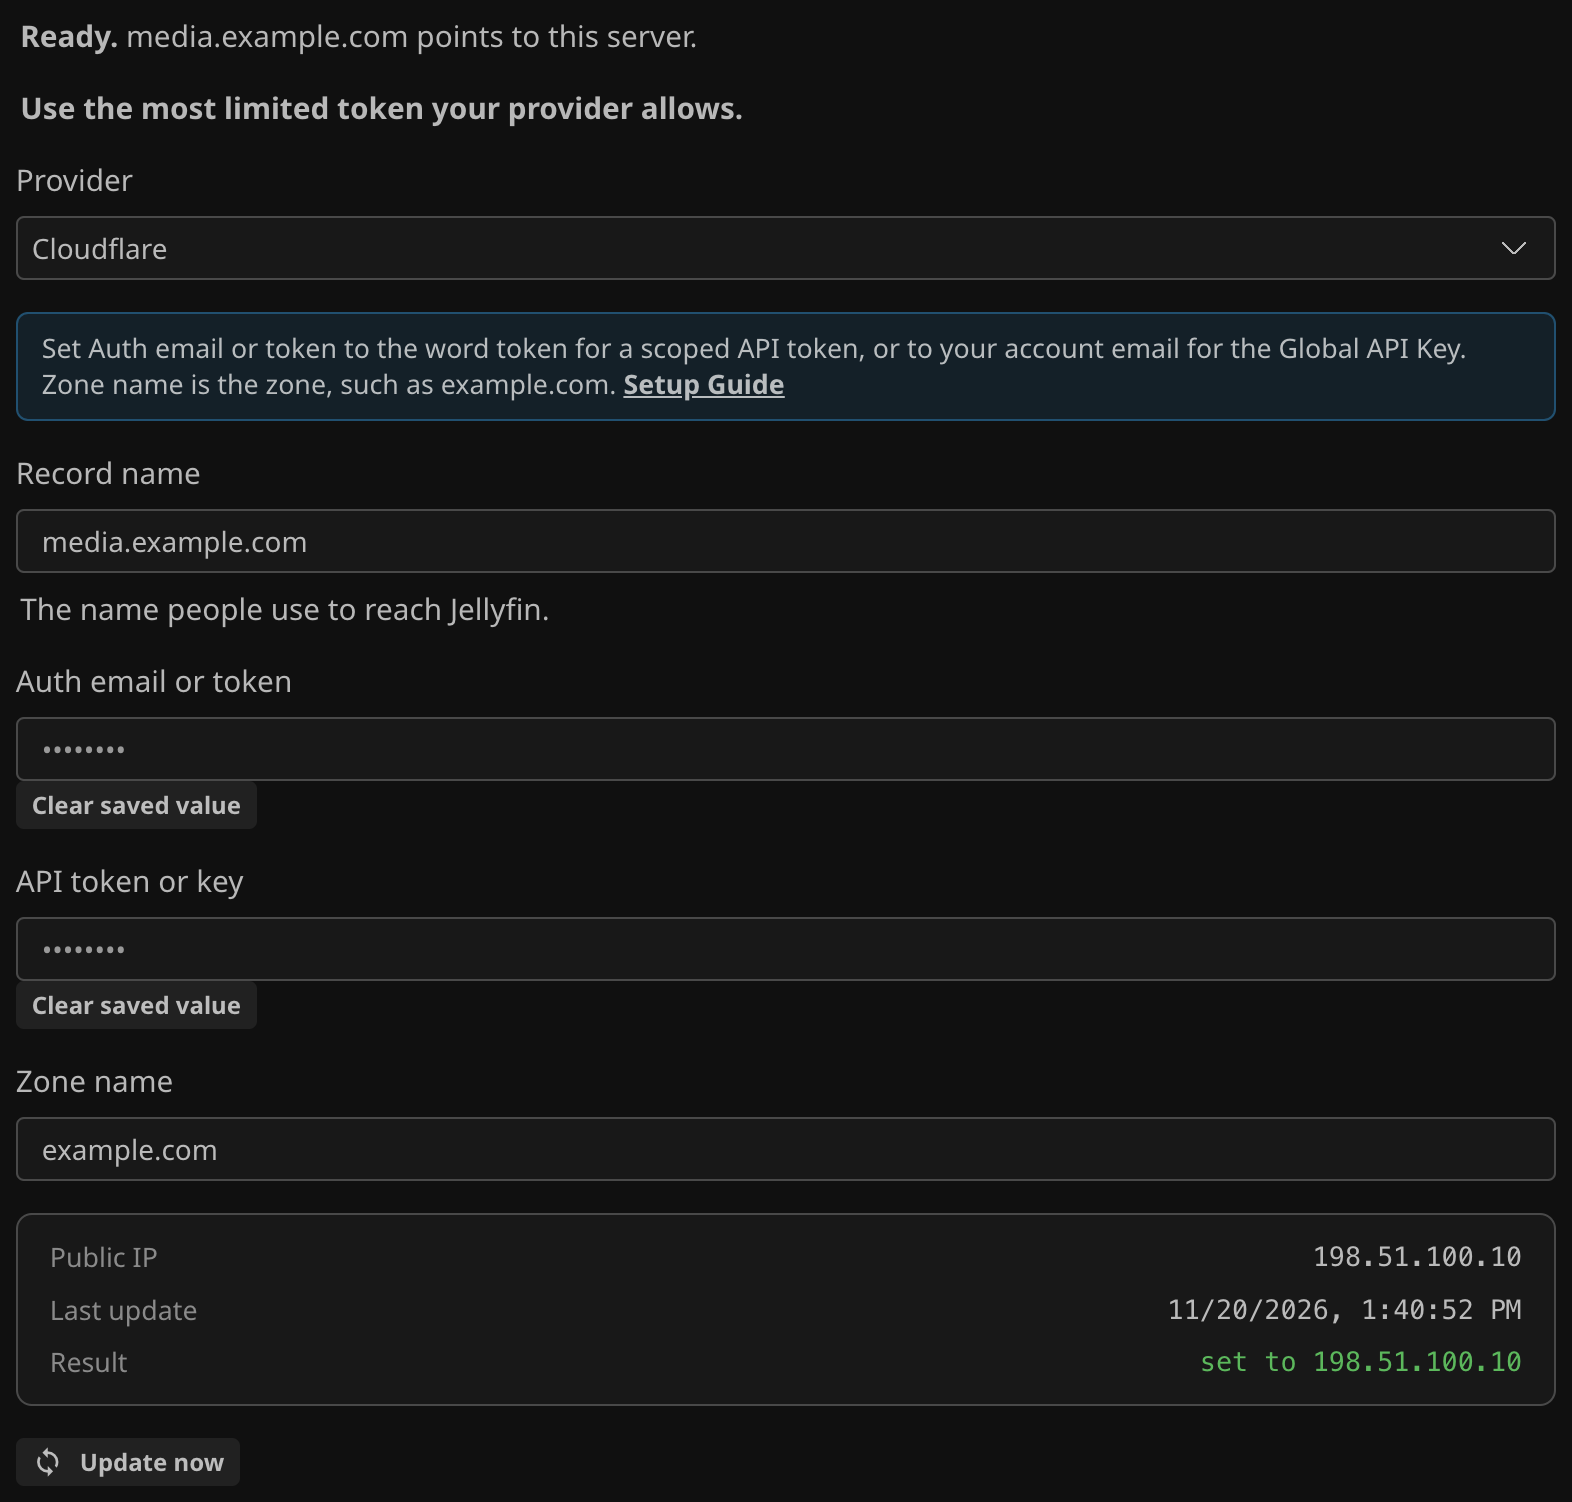 Ready. media.example.com points to this server.
Use the most limited token your provider allows.
Provider
Cloudflare
Set Auth email or token to the word token for a scoped API token, or to your account email for the Global API Key.
Zone name is the zone, such as example.com. Setup Guide
Record name
media.example.com
The name people use to reach Jellyfin.
Auth email or token
••••••••
Clear saved value
API token or key
••••••••
Clear saved value
Zone name
example.com
Public IP 198.51.100.10
Last update 11/20/2026, 1:40:52 PM
Result set to 198.51.100.10
Update now